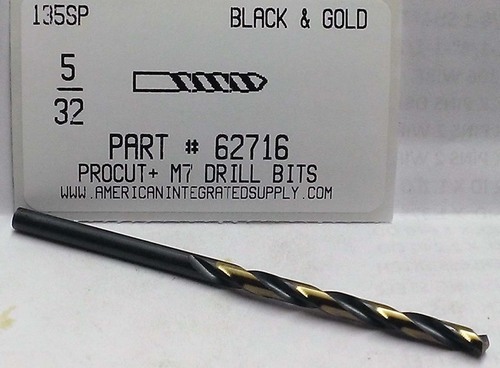 135SP BLACK & GOLD
5
32
PART # 62716
PROCUT+ M7 DRILL BITS
WWW.AMERICANINTEGRATEDSUPPLY.COM